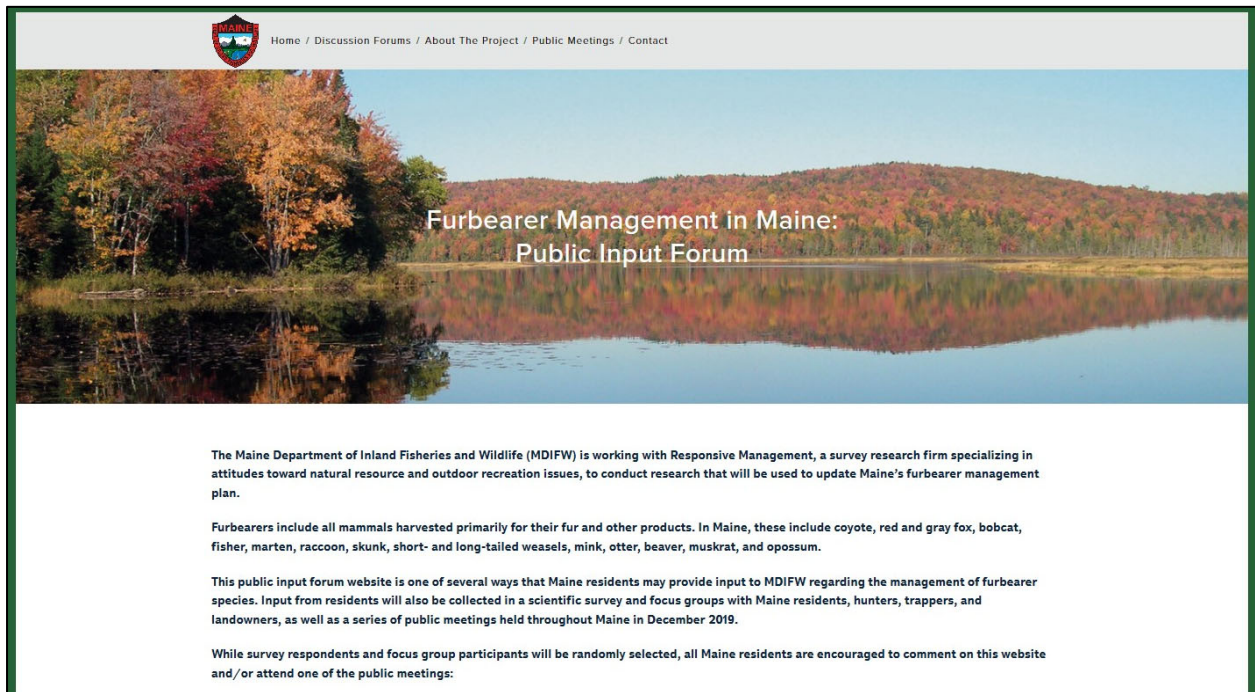 MAINE
Home / Discussion Forums / About The Project / Public Meetings / Contact
Furbearer Management in Maine:
Public Input Forum
The Maine Department of Inland Fisheries and Wildlife (MDIFW) is working with Responsive Management, a survey research firm specializing in
attitudes toward natural resource and outdoor recreation issues, to conduct research that will be used to update Maine's furbearer management
plan.
Furbearers include all mammals harvested primarily for their fur and other products. In Maine, these include coyote, red and gray fox, bobcat,
fisher, marten, raccoon, skunk, short- and long-tailed weasels, mink, otter, beaver, muskrat, and opossum.
This public input forum website is one of several ways that Maine residents may provide input to MDIFW regarding the management of furbearer
species. Input from residents will also be collected in a scientific survey and focus groups with Maine residents, hunters, trappers, and
landowners, as well as a series of public meetings held throughout Maine in December 2019.
While survey respondents and focus group participants will be randomly selected, all Maine residents are encouraged to comment on this website
and/or attend one of the public meetings: